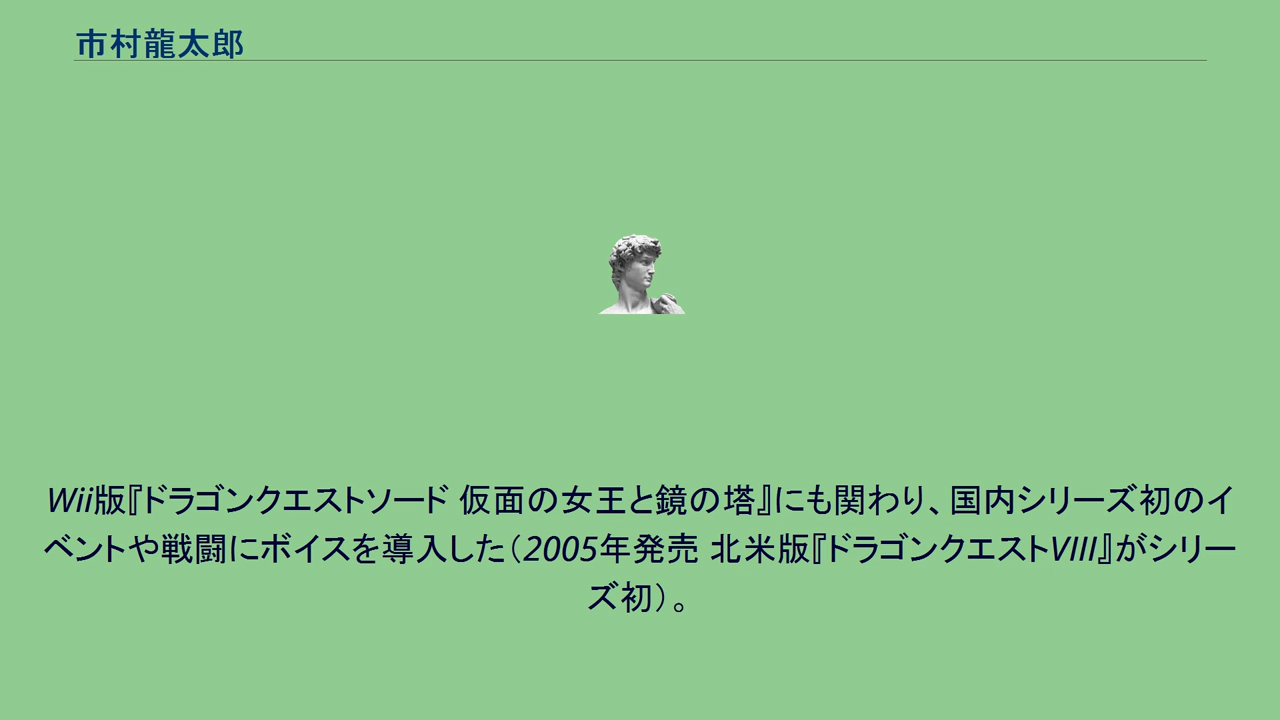 市村龍太郎
Wii版『ドラゴンクエストソード 仮面の女王と鏡の塔』にも関わり、国内シリーズ初のイ
ベントや戦闘にボイスを導入した（2005年発売 北米版『ドラゴンクエストVIII』がシリー
ズ初）。